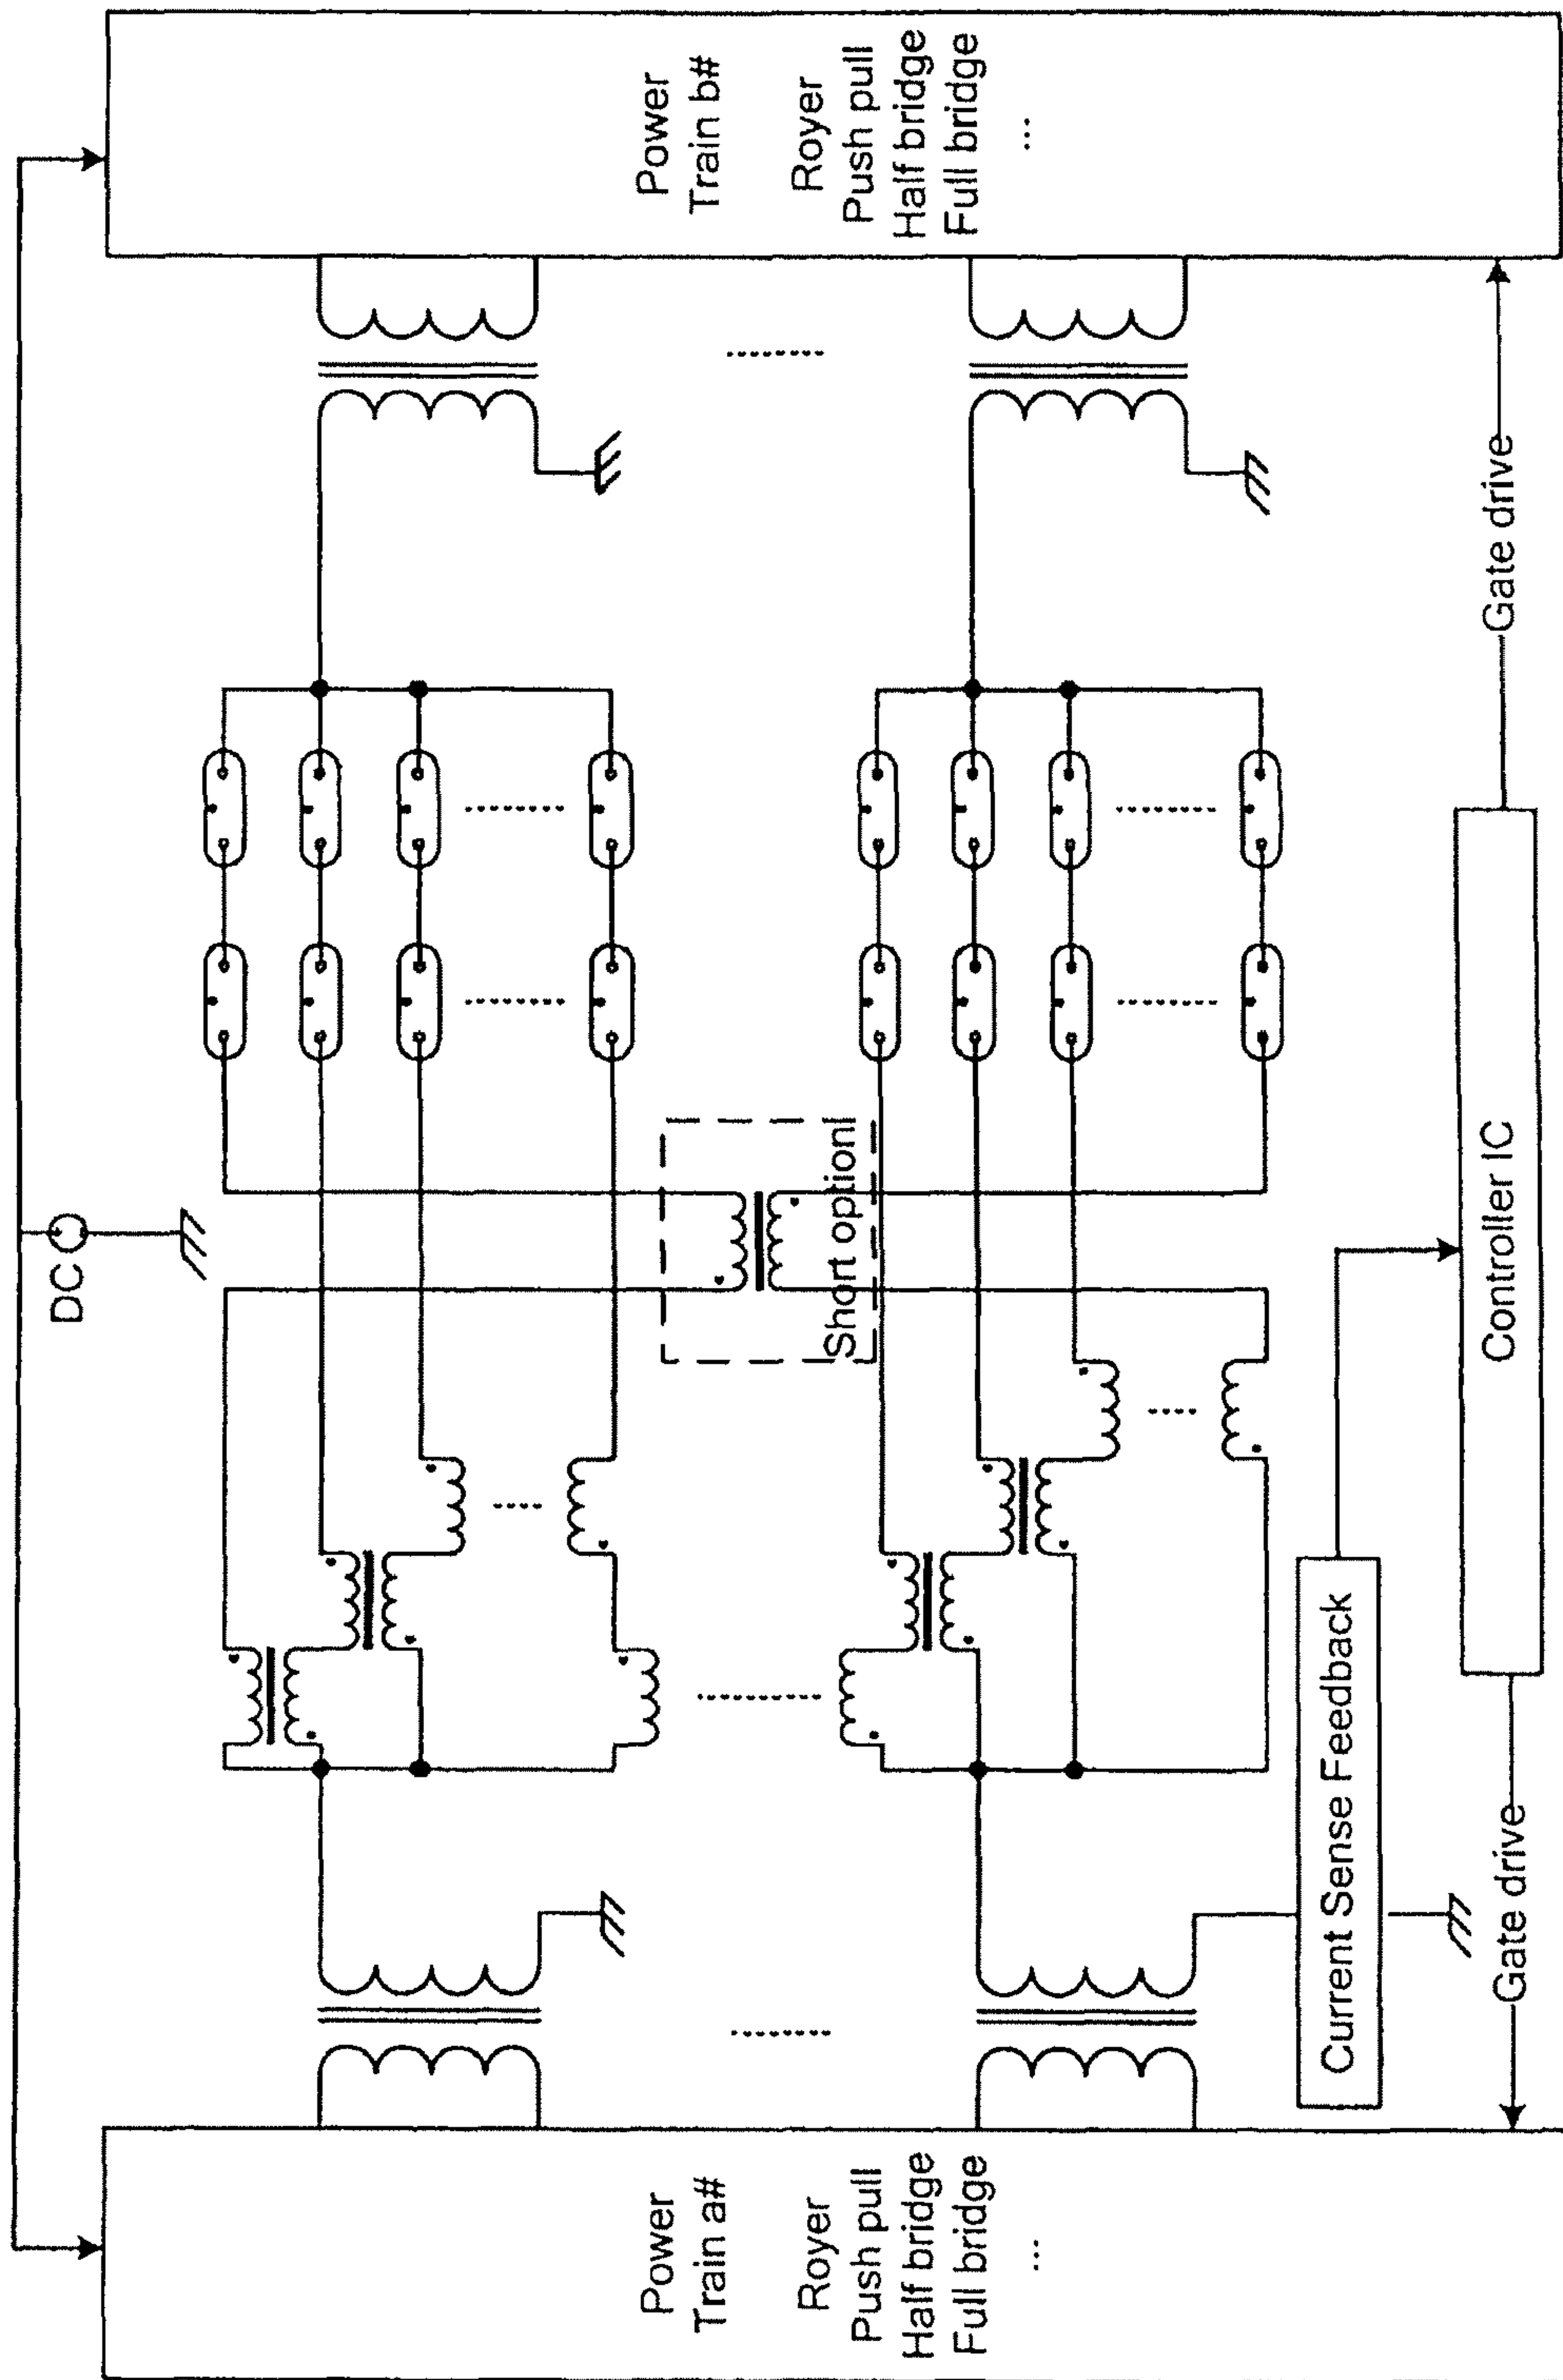 DC
Power
Train a#
Royer
Push pull
Half bridge
Full bridge
...
Power
Train b#
Royer
Push pull
Half bridge
Full bridge
...
Short optionl
Current Sense Feedback
Controller IC
Gate drive
Gate drive